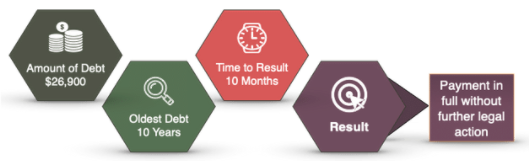 Amount of Debt
$26,900
Oldest Debt
10 Years
Time to Result
10 Months
Result
Payment in
full without
further legal
action